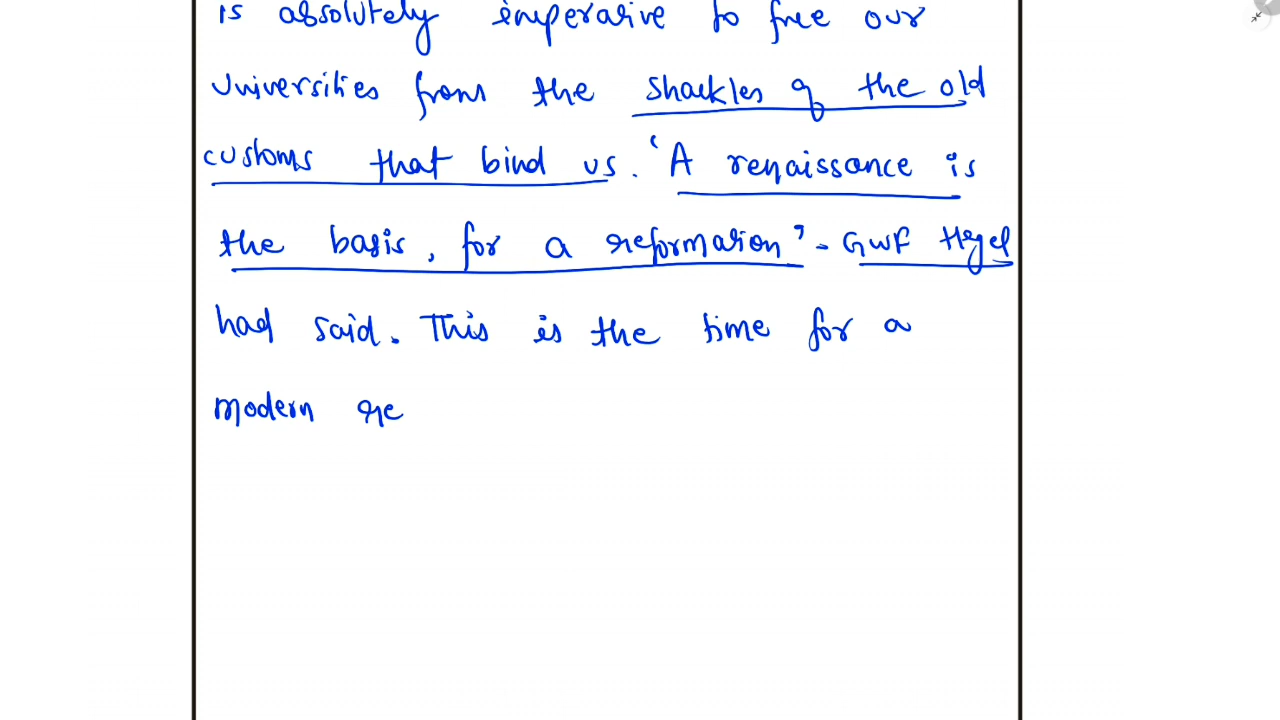 is absolutely imperative to free our
Universities from the shackles of the old
customs that bind us. 'A renaissance is
the basis, for a reformation' - GWF Hegel
had said. This is the time for a
modern re